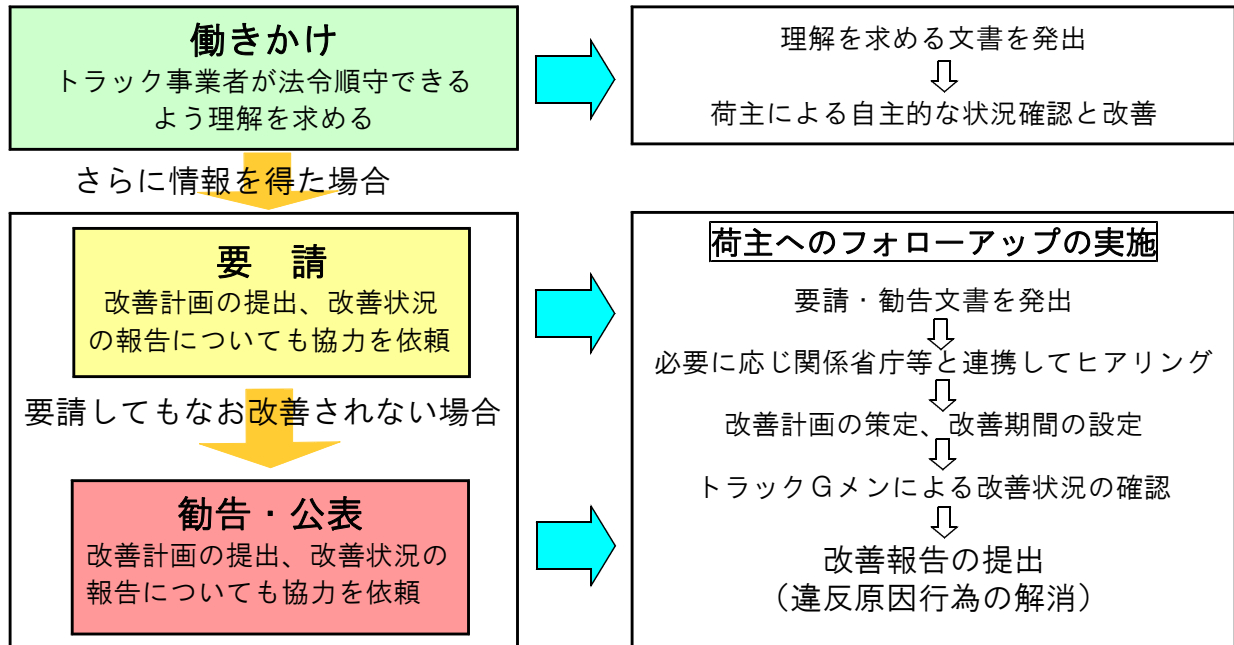 働きかけ
トラック事業者が法令順守できる
よう理解を求める
理解を求める文書を発出
荷主による自主的な状況確認と改善
さらに情報を得た場合
要　請
改善計画の提出、改善状況
の報告についても協力を依頼
要請してもなお改善されない場合
勧告・公表
改善計画の提出、改善状況の
報告についても協力を依頼
荷主へのフォローアップの実施
要請・勧告文書を発出
必要に応じ関係省庁等と連携してヒアリング
改善計画の策定、改善期間の設定
トラックＧメンによる改善状況の確認
改善報告の提出
（違反原因行為の解消）